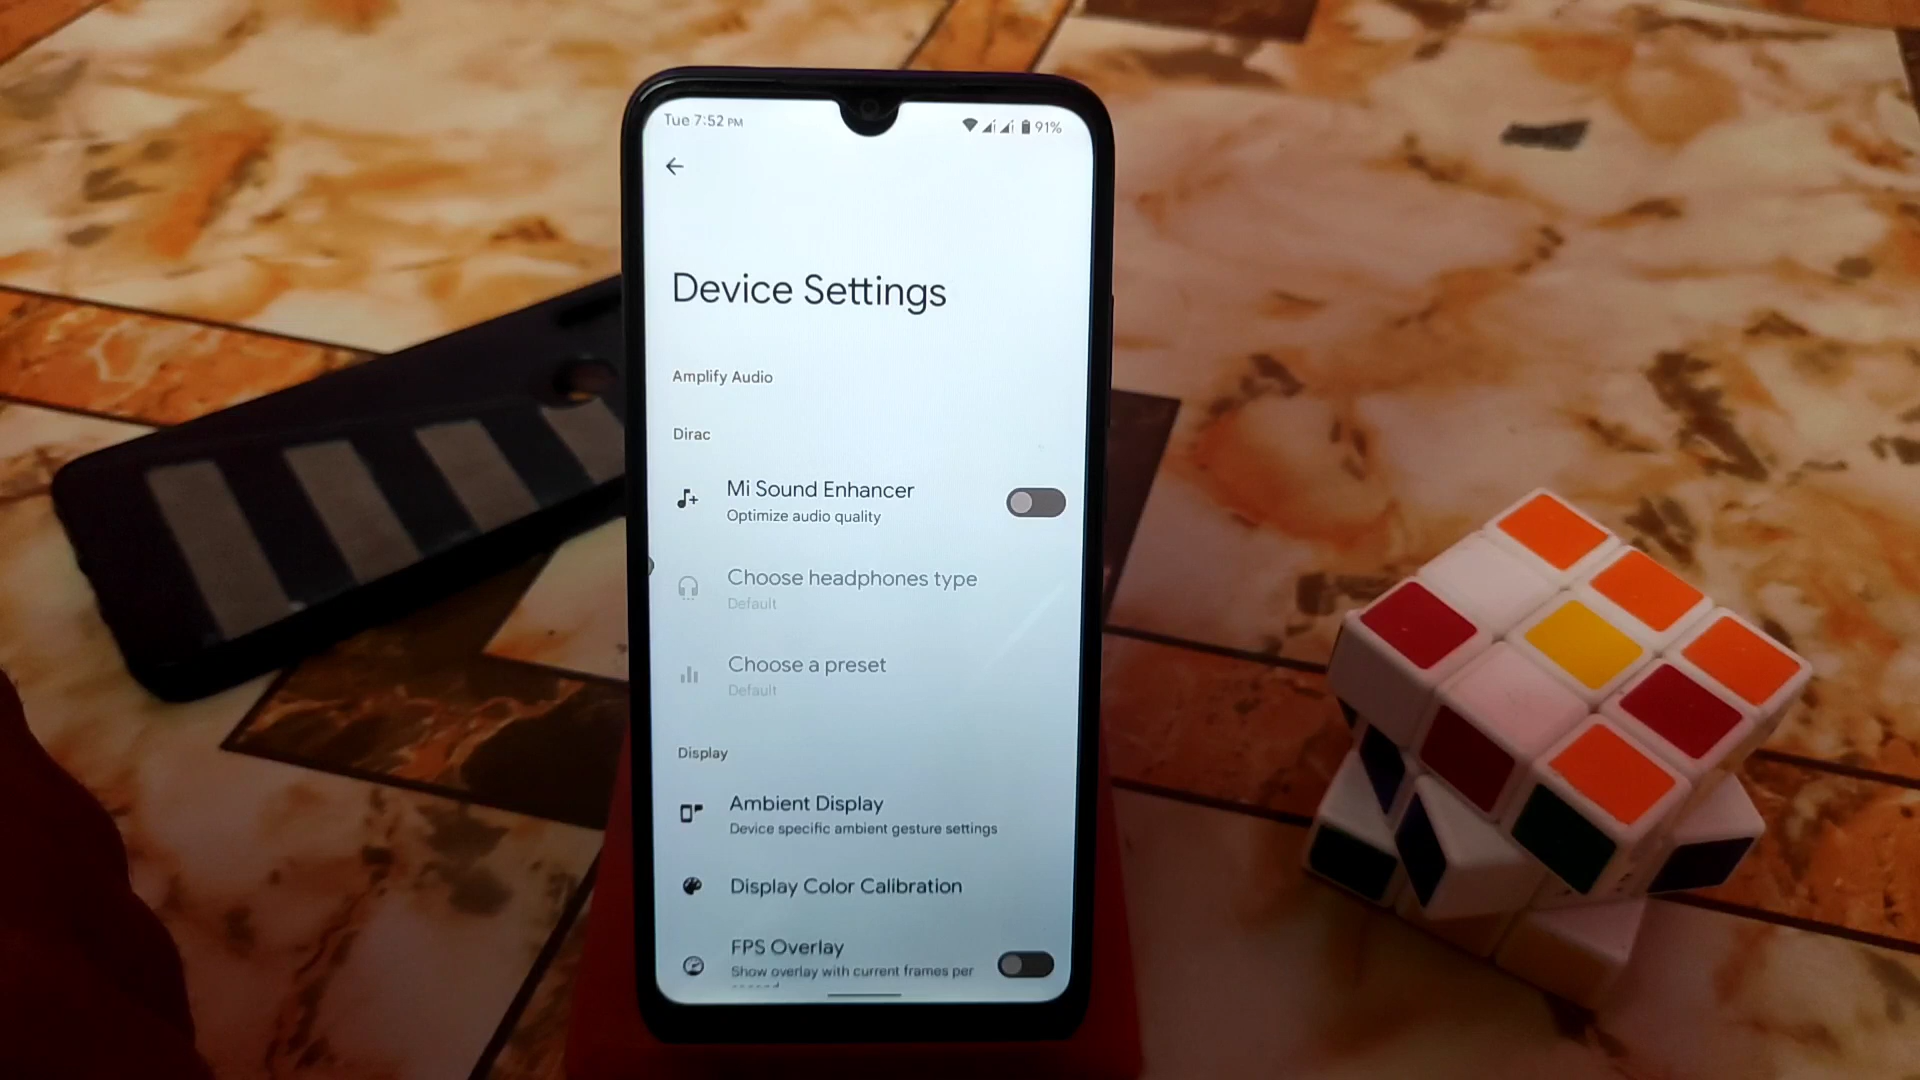 Tue 7:52 PM
91%
Device Settings
Amplify Audio
Dirac
Mi Sound Enhancer
Optimize audio quality
Choose headphones type
Default
Choose a preset
Default
Display
Ambient Display
Device specific ambient gesture settings
Display Color Calibration
FPS Overlay
Show overlay with current frames per